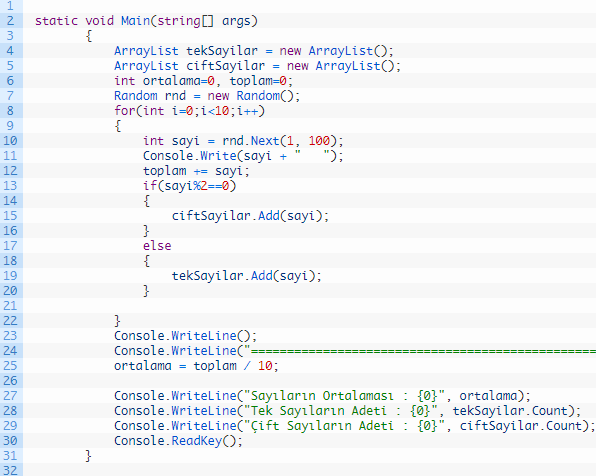 1
2 static void Main(string[] args)
3 {
4 ArrayList tekSayilar = new ArrayList();
5 ArrayList ciftSayilar = new ArrayList();
6 int ortalama=0, toplam=0;
7 Random rnd = new Random();
8 for(int i=0;i<10;i++)
9 {
10 int sayi = rnd.Next(1, 100);
11 Console.Write(sayi + "   ");
12 toplam += sayi;
13 if(sayi%2==0)
14 {
15 ciftSayilar.Add(sayi);
16 }
17 else
18 {
19 tekSayilar.Add(sayi);
20 }
21
22 }
23 Console.WriteLine();
24 Console.WriteLine("================================================
25 ortalama = toplam / 10;
26
27 Console.WriteLine("Sayıların Ortalaması : {0}", ortalama);
28 Console.WriteLine("Tek Sayıların Adeti : {0}", tekSayilar.Count);
29 Console.WriteLine("Çift Sayıların Adeti : {0}", ciftSayilar.Count);
30 Console.ReadKey();
31 }
32